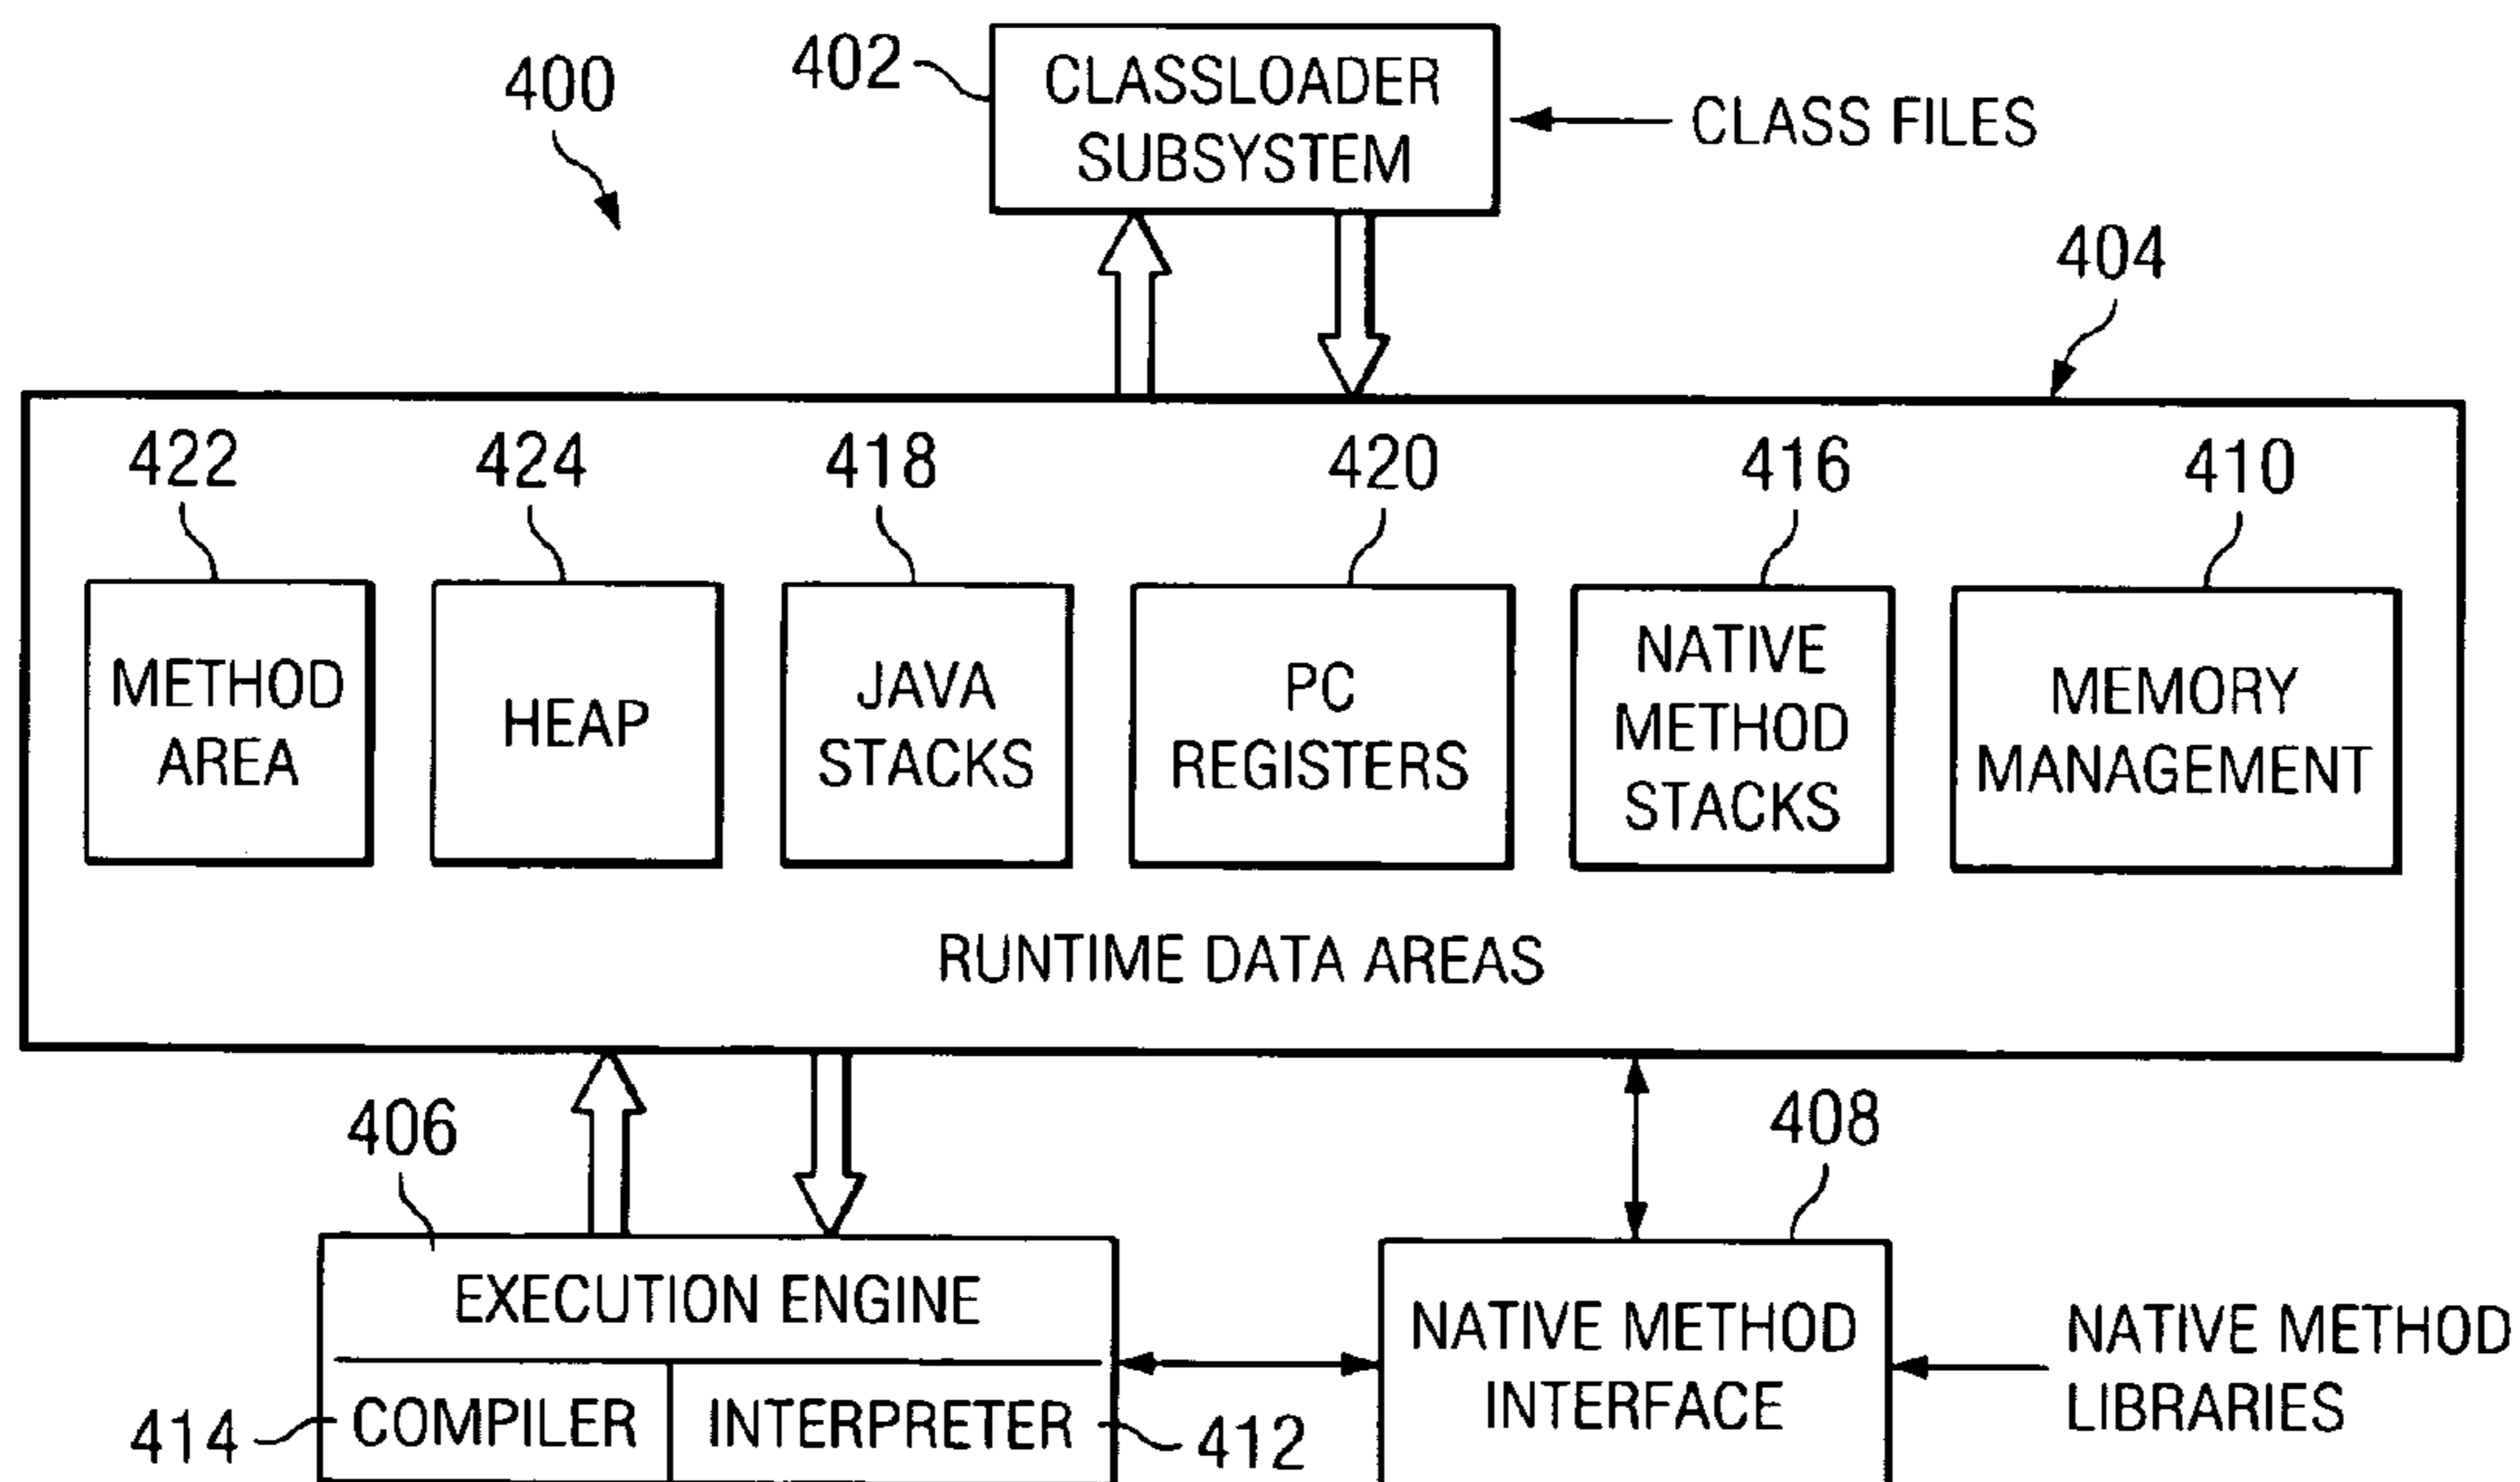 400
402
CLASSLOADER
SUBSYSTEM
CLASS FILES
404
422
424
418
420
416
410
METHOD
AREA
HEAP
JAVA
STACKS
PC
REGISTERS
NATIVE
METHOD
STACKS
MEMORY
MANAGEMENT
RUNTIME DATA AREAS
406
408
EXECUTION ENGINE
414
COMPILER
INTERPRETER
412
NATIVE METHOD
INTERFACE
NATIVE METHOD
LIBRARIES